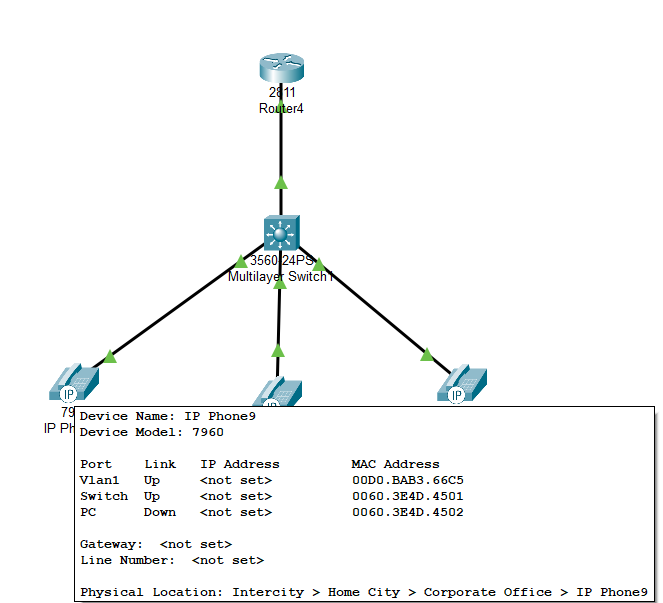 2811
Router4
3560-24PS
Multilayer Switch1
IP
IP
IP
79
IP Ph
Device Name: IP Phone9
Device Model: 7960
Port Link IP Address MAC Address
Vlan1 Up <not set> 00D0.BAB3.66C5
Switch Up <not set> 0060.3E4D.4501
PC Down <not set> 0060.3E4D.4502
Gateway: <not set>
Line Number: <not set>
Physical Location: Intercity > Home City > Corporate Office > IP Phone9